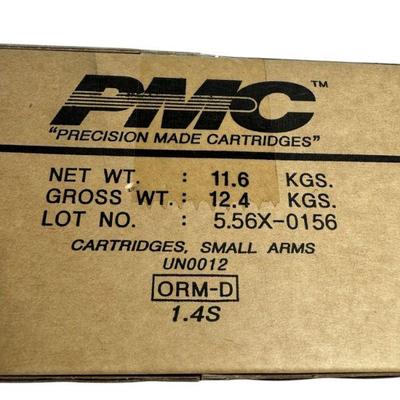 PMC™
"PRECISION MADE CARTRIDGES"
NET WT. : 11.6 KGS.
GROSS WT. : 12.4 KGS.
LOT NO. : 5.56X-0156
CARTRIDGES, SMALL ARMS
UN0012
ORM-D
1.4S